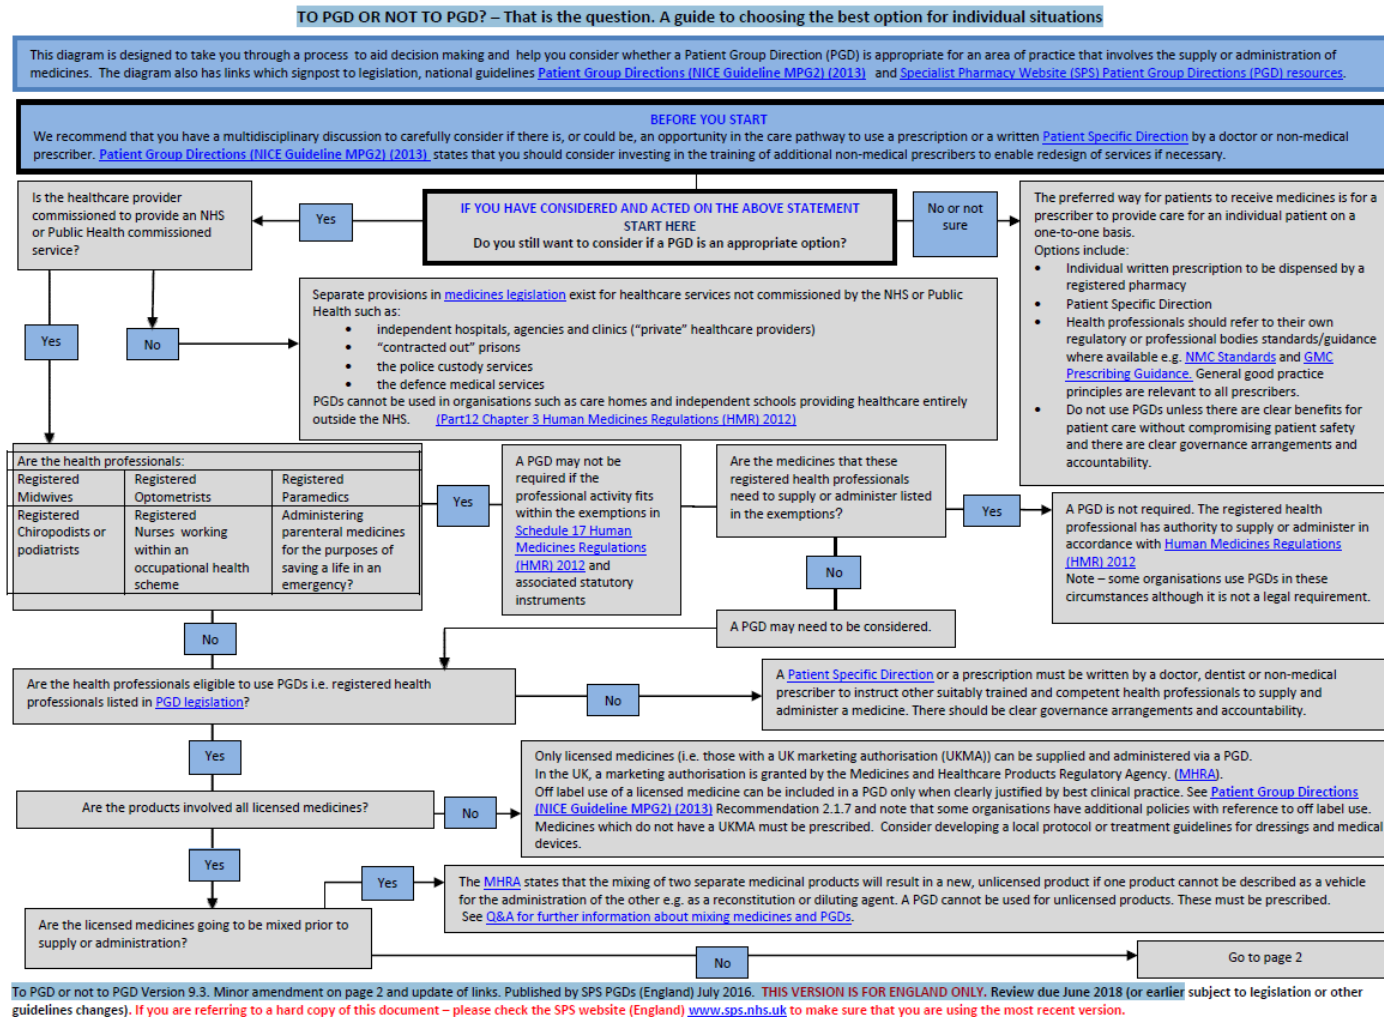 TO PGD OR NOT TO PGD? – That is the question. A guide to choosing the best option for individual situations
This diagram is designed to take you through a process to aid decision making and help you consider whether a Patient Group Direction (PGD) is appropriate for an area of practice that involves the supply or administration of
medicines. The diagram also has links which signpost to legislation, national guidelines Patient Group Directions (NICE Guideline MPG2) (2013) and Specialist Pharmacy Website (SPS) Patient Group Directions (PGD) resources.
BEFORE YOU START
We recommend that you have a multidisciplinary discussion to carefully consider if there is, or could be, an opportunity in the care pathway to use a prescription or a written Patient Specific Direction by a doctor or non-medical
prescriber. Patient Group Directions (NICE Guideline MPG2) (2013) states that you should consider investing in the training of additional non-medical prescribers to enable redesign of services if necessary.
Is the healthcare provider
commissioned to provide an NHS
or Public Health commissioned
service?
Yes
IF YOU HAVE CONSIDERED AND ACTED ON THE ABOVE STATEMENT
START HERE
Do you still want to consider if a PGD is an appropriate option?
No or not
sure
The preferred way for patients to receive medicines is for a
prescriber to provide care for an individual patient on a
one-to-one basis.
Options include:
• Individual written prescription to be dispensed by a
registered pharmacy
• Patient Specific Direction
• Health professionals should refer to their own
regulatory or professional bodies standards/guidance
where available e.g. NMC Standards and GMC
Prescribing Guidance. General good practice
principles are relevant to all prescribers.
• Do not use PGDs unless there are clear benefits for
patient care without compromising patient safety
and there are clear governance arrangements and
accountability.
Yes
No
Separate provisions in medicines legislation exist for healthcare services not commissioned by the NHS or Public
Health such as:
• independent hospitals, agencies and clinics ("private" healthcare providers)
• "contracted out" prisons
• the police custody services
• the defence medical services
PGDs cannot be used in organisations such as care homes and independent schools providing healthcare entirely
outside the NHS. (Part12 Chapter 3 Human Medicines Regulations (HMR) 2012)
Are the health professionals:
Registered
Midwives
Registered
Optometrists
Registered
Paramedics
Registered
Chiropodists or
podiatrists
Registered
Nurses working
within an
occupational health
scheme
Administering
parenteral medicines
for the purposes of
saving a life in an
emergency?
Yes
A PGD may not be
required if the
professional activity fits
within the exemptions in
Schedule 17 Human
Medicines Regulations
(HMR) 2012 and
associated statutory
instruments
Are the medicines that these
registered health professionals
need to supply or administer listed
in the exemptions?
Yes
A PGD is not required. The registered health
professional has authority to supply or administer in
accordance with Human Medicines Regulations
(HMR) 2012
Note – some organisations use PGDs in these
circumstances although it is not a legal requirement.
No
A PGD may need to be considered.
No
Are the health professionals eligible to use PGDs i.e. registered health
professionals listed in PGD legislation?
No
A Patient Specific Direction or a prescription must be written by a doctor, dentist or non-medical
prescriber to instruct other suitably trained and competent health professionals to supply and
administer a medicine. There should be clear governance arrangements and accountability.
Yes
Are the products involved all licensed medicines?
No
Only licensed medicines (i.e. those with a UK marketing authorisation (UKMA)) can be supplied and administered via a PGD.
In the UK, a marketing authorisation is granted by the Medicines and Healthcare Products Regulatory Agency. (MHRA).
Off label use of a licensed medicine can be included in a PGD only when clearly justified by best clinical practice. See Patient Group Directions
(NICE Guideline MPG2) (2013) Recommendation 2.1.7 and note that some organisations have additional policies with reference to off label use.
Medicines which do not have a UKMA must be prescribed. Consider developing a local protocol or treatment guidelines for dressings and medical
devices.
Yes
Are the licensed medicines going to be mixed prior to
supply or administration?
Yes
The MHRA states that the mixing of two separate medicinal products will result in a new, unlicensed product if one product cannot be described as a vehicle
for the administration of the other e.g. as a reconstitution or diluting agent. A PGD cannot be used for unlicensed products. These must be prescribed.
See Q&A for further information about mixing medicines and PGDs.
No
Go to page 2
To PGD or not to PGD Version 9.3. Minor amendment on page 2 and update of links. Published by SPS PGDs (England) July 2016. THIS VERSION IS FOR ENGLAND ONLY. Review due June 2018 (or earlier subject to legislation or other
guidelines changes). If you are referring to a hard copy of this document – please check the SPS website (England) www.sps.nhs.uk to make sure that you are using the most recent version.